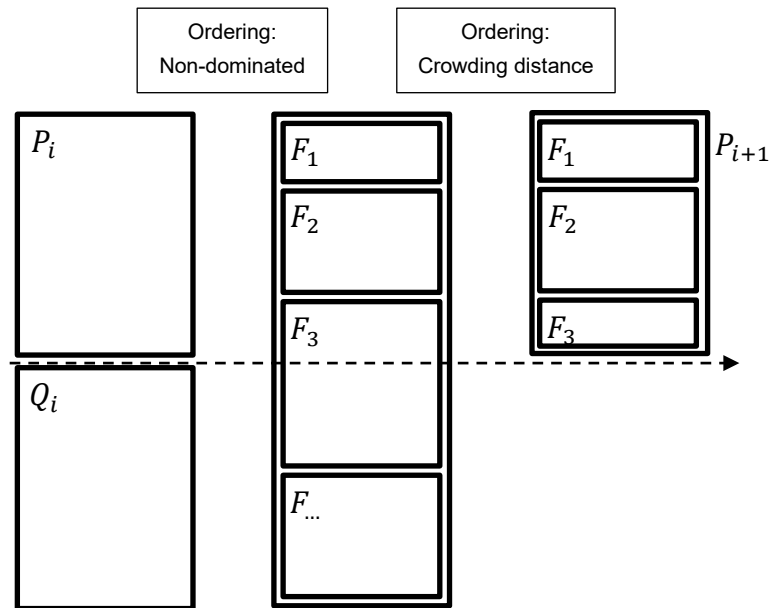 Ordering:
Non-dominated
Ordering:
Crowding distance
P_i
F_1
F_1
P_{i+1}
F_2
F_2
F_3
F_3
Q_i
F_{...}